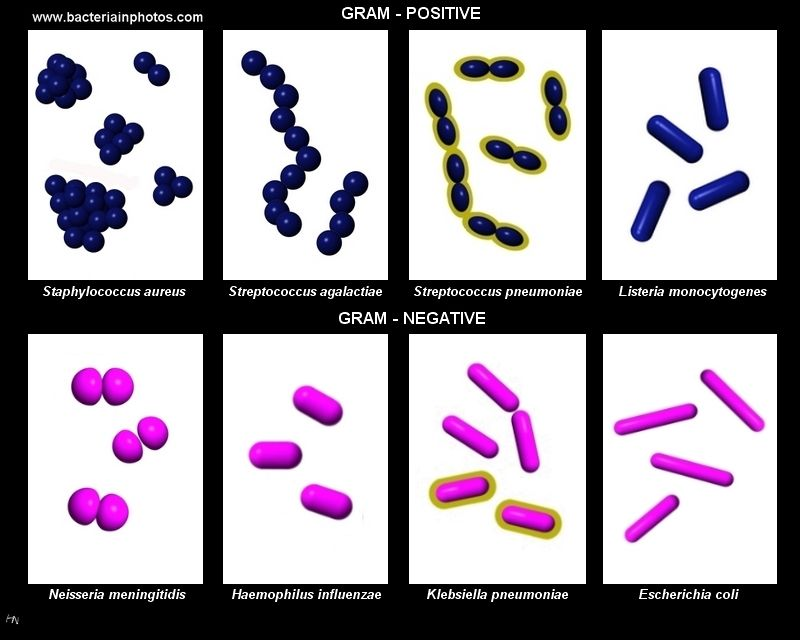 www.bacteriainphotos.com
GRAM - POSITIVE
Staphylococcus aureus
Streptococcus agalactiae
Streptococcus pneumoniae
Listeria monocytogenes
GRAM - NEGATIVE
Neisseria meningitidis
Haemophilus influenzae
Klebsiella pneumoniae
Escherichia coli